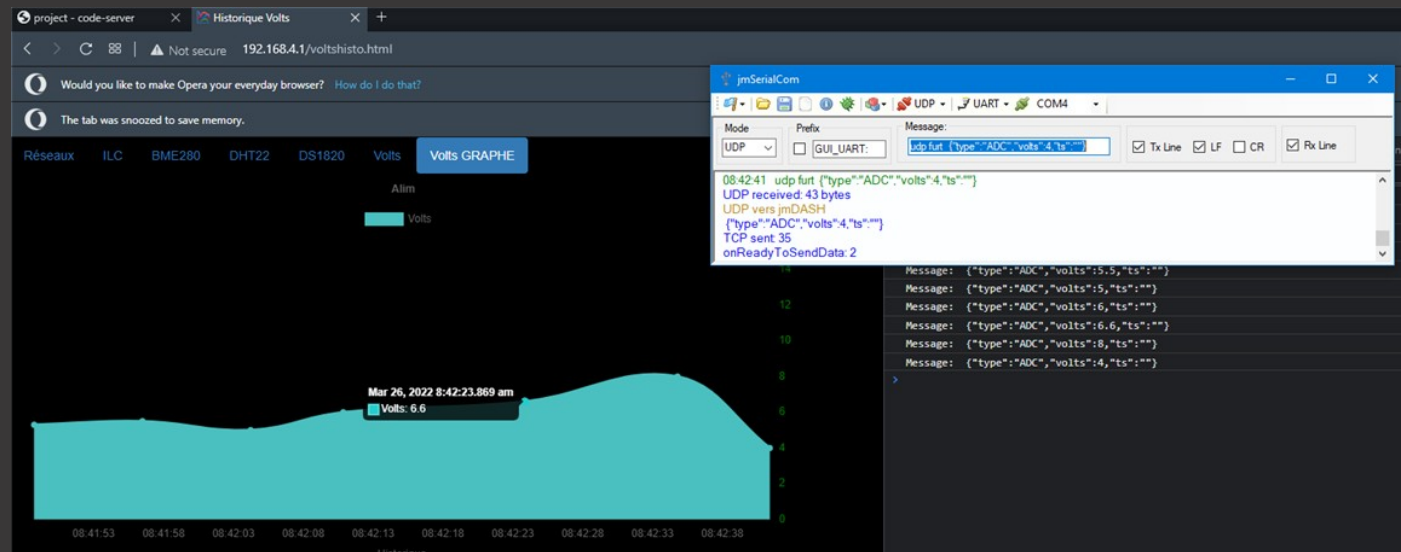 project - code-server
Historique Volts
Not secure 192.168.4.1/voltshisto.html
Would you like to make Opera your everyday browser? How do I do that?
The tab was snoozed to save memory.
Réseaux ILC BME280 DHT22 DS1820 Volts Volts GRAPHE
Alim
Volts
14
12
10
8
6
4
2
0
Mar 26, 2022 8:42:23.869 am
Volts: 6.6
08:41:53 08:41:58 08:42:03 08:42:08 08:42:13 08:42:18 08:42:23 08:42:28 08:42:33 08:42:38
jmSerialCom
UDP UART COM4
Mode Prefix Message:
UDP GUI_UART: udp furt {"type":"ADC","volts":4,"ts":""} Tx Line LF CR Rx Line
08:42:41 udp furt {"type":"ADC","volts":4,"ts":""}
UDP received: 43 bytes
UDP vers jmDASH
{"type":"ADC","volts":4,"ts":""}
TCP sent: 35
onReadyToSendData: 2
Message: {"type":"ADC","volts":5.5,"ts":""}
Message: {"type":"ADC","volts":5,"ts":""}
Message: {"type":"ADC","volts":6,"ts":""}
Message: {"type":"ADC","volts":6.6,"ts":""}
Message: {"type":"ADC","volts":8,"ts":""}
Message: {"type":"ADC","volts":4,"ts":""}